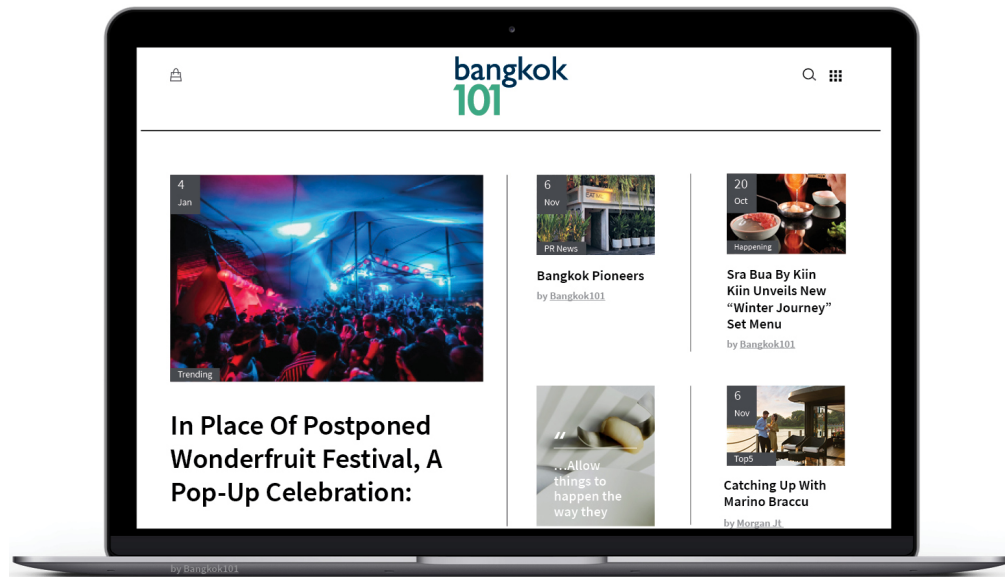 bangkok
101
4
Jan
Trending
In Place Of Postponed
Wonderfruit Festival, A
Pop-Up Celebration:
by Bangkok101
6
Nov
EAT ME
PR News
Bangkok Pioneers
by Bangkok101
“
...Allow
things to
happen the
way they
20
Oct
Happening
Sra Bua By Kiin
Kiin Unveils New
“Winter Journey”
Set Menu
by Bangkok101
6
Nov
Top5
Catching Up With
Marino Braccu
by Morgan Jt